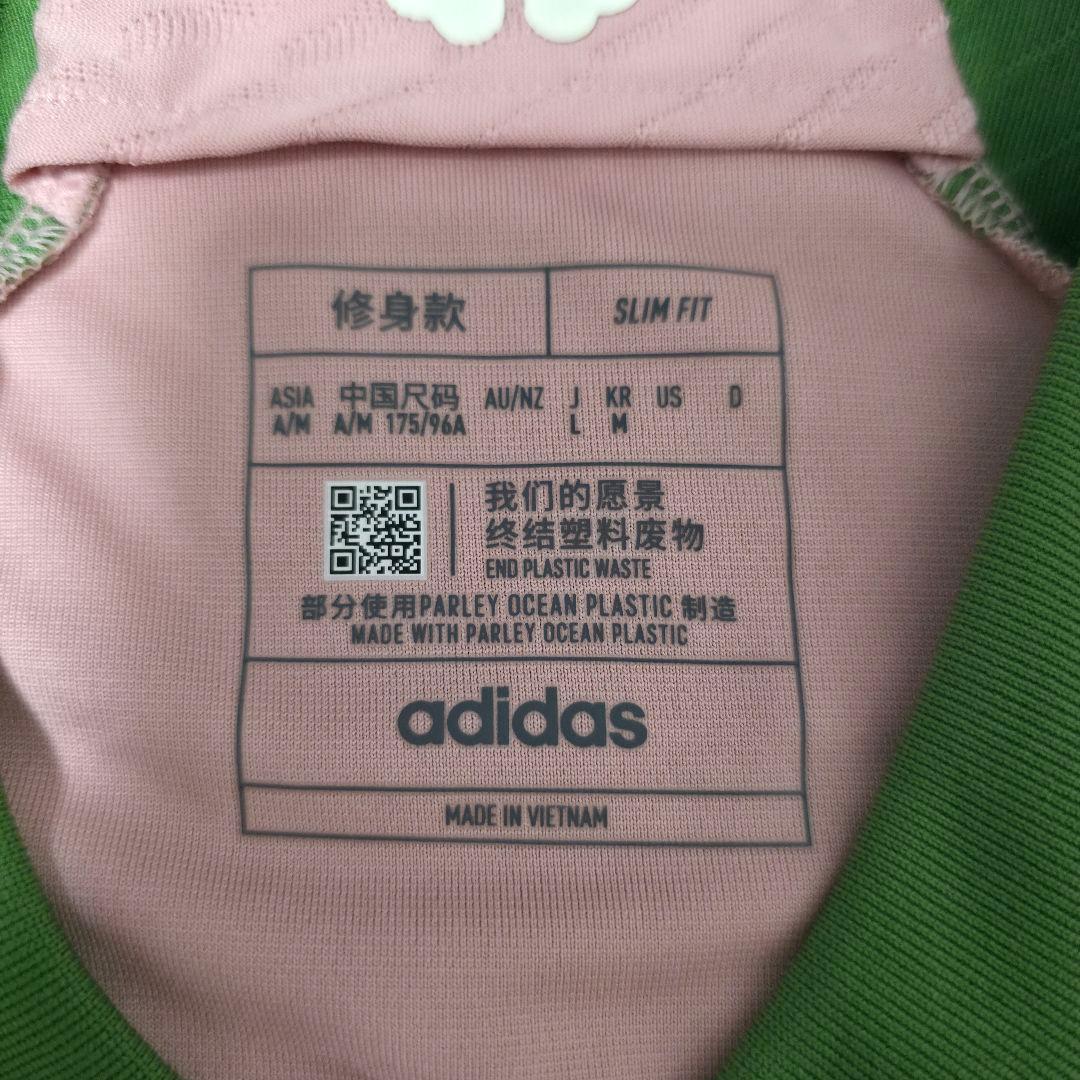 修身款 SLIM FIT
ASIA 中国尺码 AU/NZ J KR US D
A/M A/M 175/96A L M
我们的愿景
终结塑料废物
END PLASTIC WASTE
部分使用PARLEY OCEAN PLASTIC 制造
MADE WITH PARLEY OCEAN PLASTIC
adidas
MADE IN VIETNAM